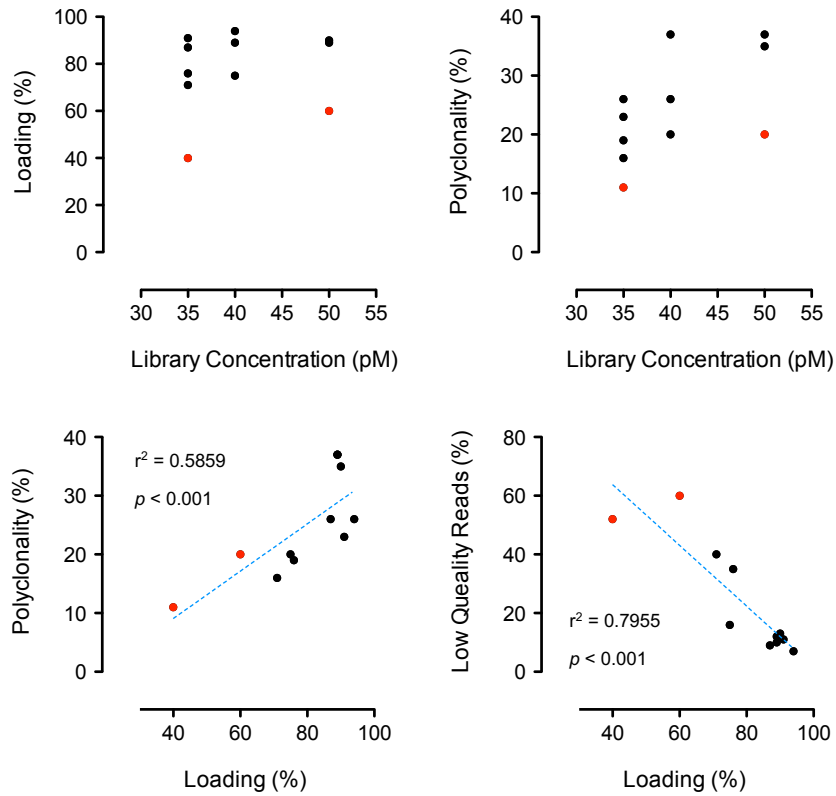 Loading (%)
100
80
60
40
20
0
30 35 40 45 50 55
Library Concentration (pM)
Polyclonality (%)
40
30
20
10
0
30 35 40 45 50 55
Library Concentration (pM)
Polyclonality (%)
40
30
20
10
0
r² = 0.5859
p < 0.001
40 60 80 100
Loading (%)
Low Queality Reads (%)
80
60
40
20
0
r² = 0.7955
p < 0.001
40 60 80 100
Loading (%)